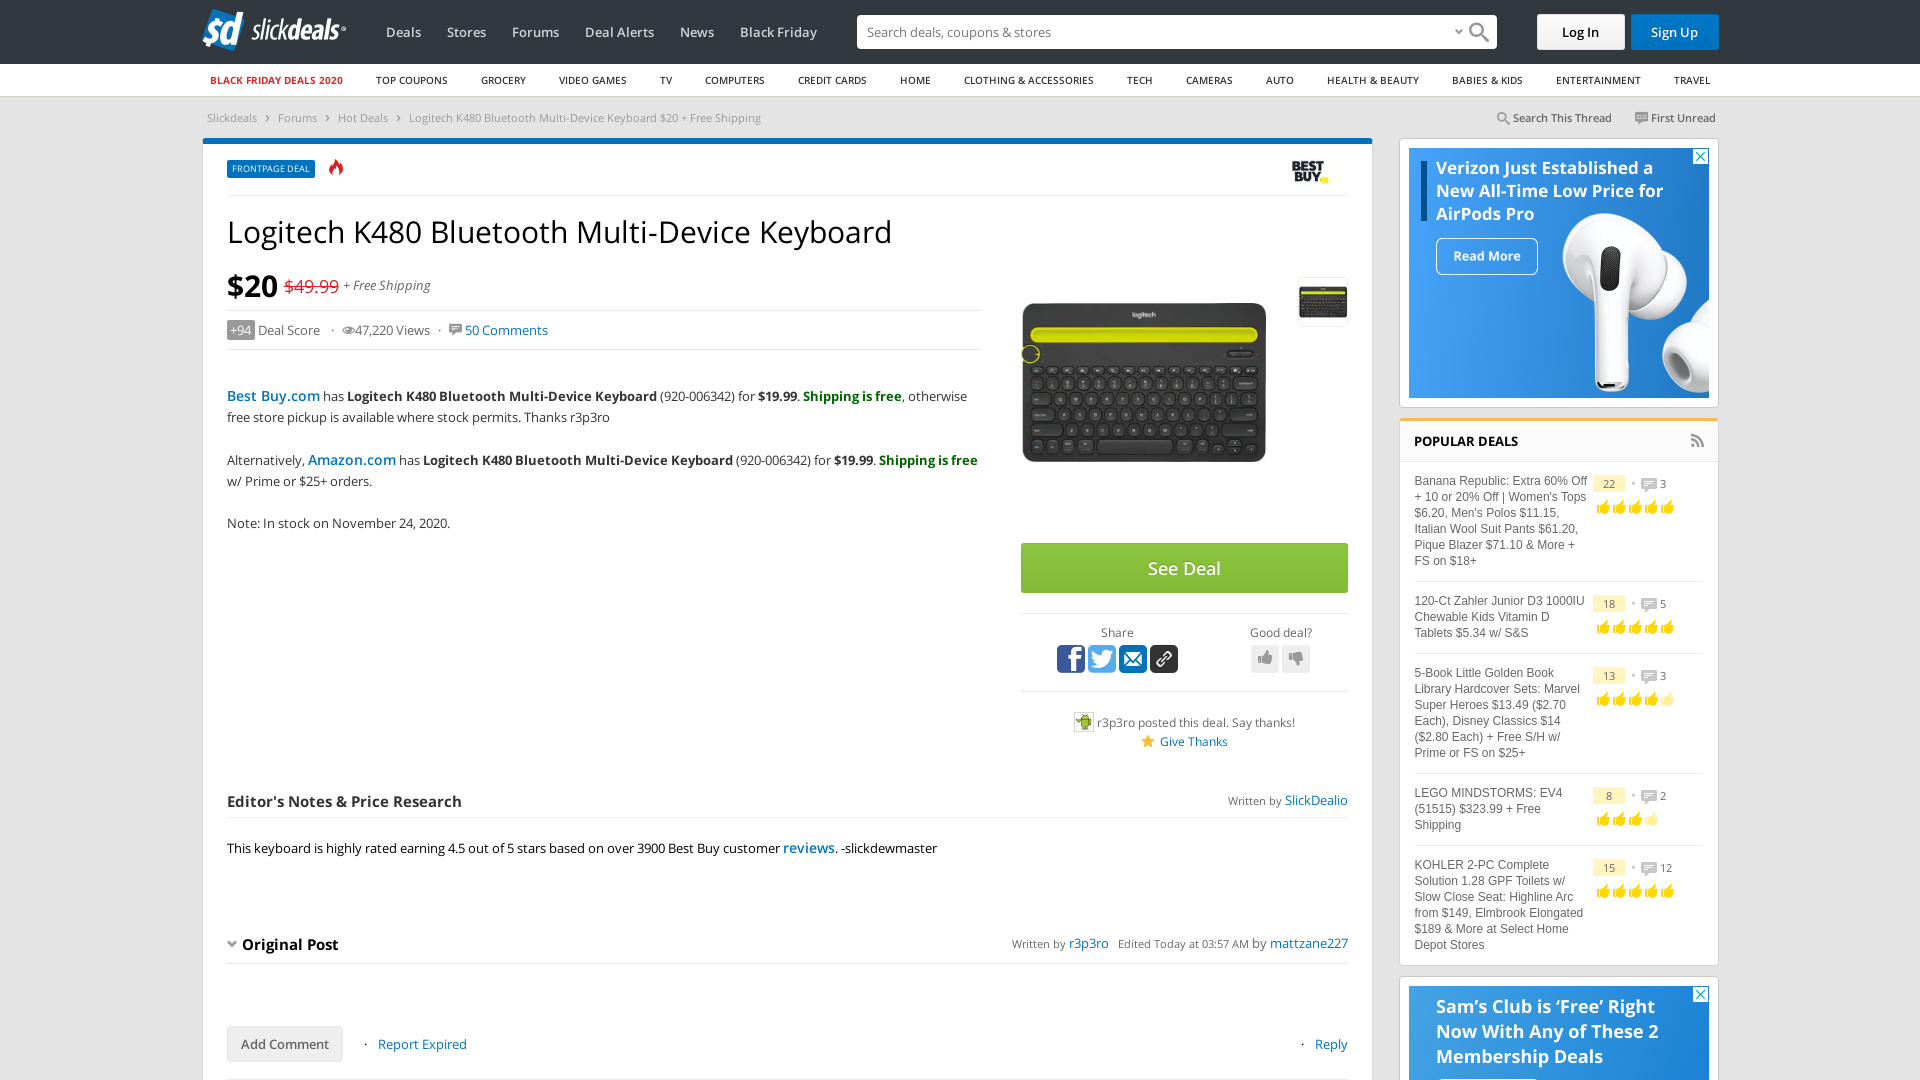 sd slickdeals
Deals Stores Forums Deal Alerts News Black Friday
Search deals, coupons & shopping
Log In
Sign Up
BLACK FRIDAY DEALS 2020 TOP COUPONS GROCERY VIDEO GAMES TV COMPUTERS CREDIT CARDS HOME CLOTHING & ACCESSORIES TECH CAMERAS AUTO HEALTH & BEAUTY BABIES & KIDS ENTERTAINMENT TRAVEL
Slickdeals > Forums > Hot Deals > Logitech K480 Bluetooth Multi-Device Keyboard $20 + Free Shipping
Search This Thread First Unread
FRONTPAGE DEAL
BEST BUY
Logitech K480 Bluetooth Multi-Device Keyboard
$20 $49.99 + Free Shipping
+94 Deal Score · 47,220 Views · 50 Comments
Best Buy.com has Logitech K480 Bluetooth Multi-Device Keyboard (920-006342) for $19.99. Shipping is free, otherwise
free store pickup is available where stock permits. Thanks r3p3ro
Alternatively, Amazon.com has Logitech K480 Bluetooth Multi-Device Keyboard (920-006342) for $19.99. Shipping is free
w/ Prime or $25+ orders.
Note: In stock on November 24, 2020.
logitech
See Deal
Share
Good deal?
r3p3ro posted this deal. Say thanks!
Give Thanks
Editor's Notes & Price Research
Written by SlickDealio
This keyboard is highly rated earning 4.5 out of 5 stars based on over 3900 Best Buy customer reviews. -slickdewmaster
Original Post
Written by r3p3ro Edited Today at 03:57 AM by mattzane227
Add Comment · Report Expired
· Reply
Verizon Just Established a
New All-Time Low Price for
AirPods Pro
Read More
POPULAR DEALS
Banana Republic: Extra 60% Off
+ 10 or 20% Off | Women's Tops
$6.20, Men's Polos $11.15,
Italian Wool Suit Pants $61.20,
Pique Blazer $71.10 & More +
FS on $18+
22 • 3
120-Ct Zahler Junior D3 1000IU
Chewable Kids Vitamin D
Tablets $5.34 w/ S&S
18 • 5
5-Book Little Golden Book
Library Hardcover Sets: Marvel
Super Heroes $13.49 ($2.70
Each), Disney Classics $14
($2.80 Each) + Free S/H w/
Prime or FS on $25+
13 • 3
LEGO MINDSTORMS: EV4
(51515) $323.99 + Free
Shipping
8 • 2
KOHLER 2-PC Complete
Solution 1.28 GPF Toilets w/
Slow Close Seat: Highline Arc
from $149, Elmbrook Elongated
$189 & More at Select Home
Depot Stores
15 • 12
Sam's Club is 'Free' Right
Now With Any of These 2
Membership Deals